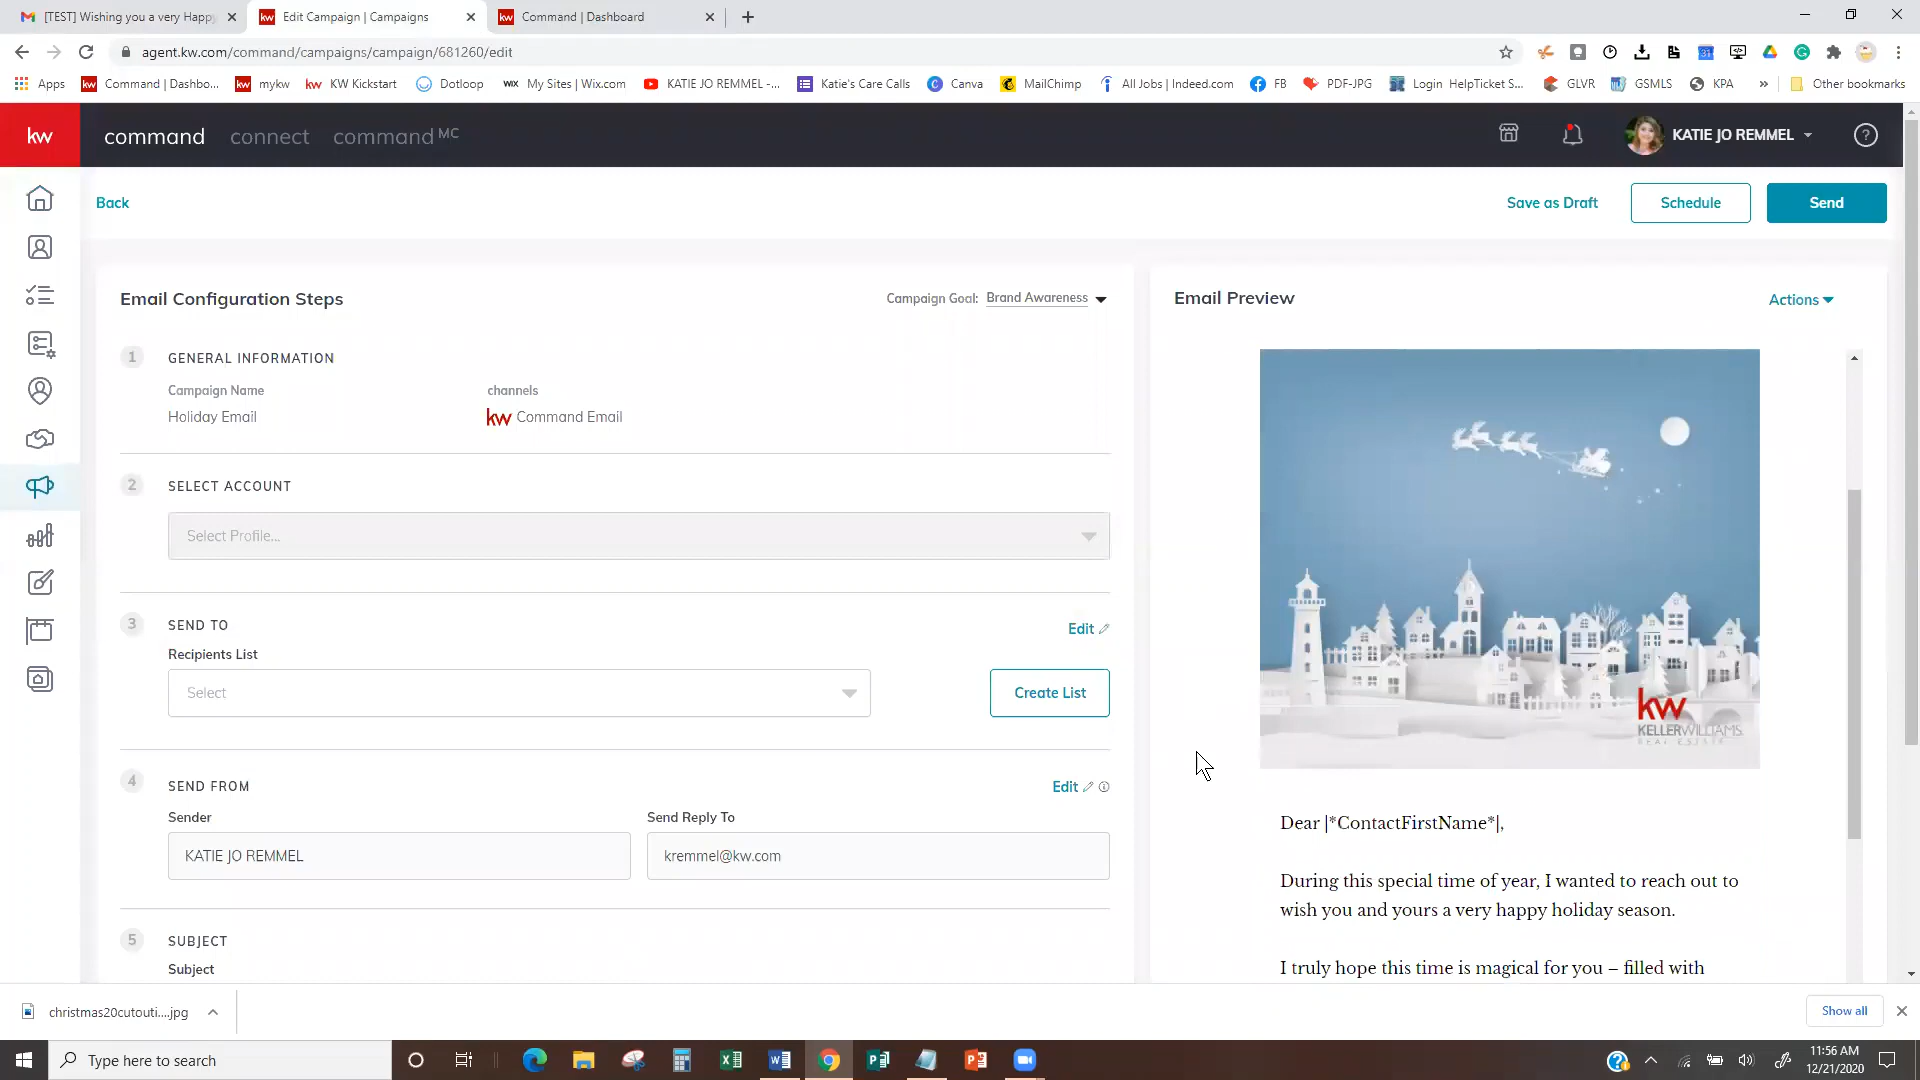 [TEST] Wishing you a very Happy
Edit Campaign | Campaigns
Command | Dashboard
agent.kw.com/command/campaigns/campaign/681260/edit
Apps
Command | Dashbo...
mykw
KW Kickstart
Dotloop
WIX My Sites | Wix.com
KATIE JO REMMEL -...
Katie's Care Calls
Canva
MailChimp
All Jobs | Indeed.com
FB
PDF-JPG
Login HelpTicket S...
GLVR
GSMLS
KPA
»
Other bookmarks
kw
command
connect
command MC
KATIE JO REMMEL
Back
Save as Draft
Schedule
Send
Email Configuration Steps
Campaign Goal: Brand Awareness
1 GENERAL INFORMATION
Campaign Name
channels
Holiday Email
kw Command Email
2 SELECT ACCOUNT
Select Profile...
3 SEND TO
Edit
Recipients List
Select
Create List
4 SEND FROM
Edit
Sender
Send Reply To
KATIE JO REMMEL
kremmel@kw.com
5 SUBJECT
Subject
Email Preview
Actions
kw
KELLERWILLIAMS.
REAL ESTATE
Dear |*ContactFirstName*|,
During this special time of year, I wanted to reach out to
wish you and yours a very happy holiday season.
I truly hope this time is magical for you – filled with
christmas20cutouti....jpg
Show all
Type here to search
11:56 AM
12/21/2020